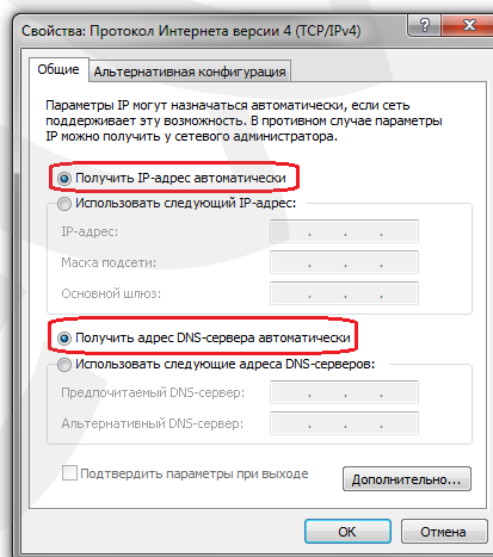 Свойства: Протокол Интернета версии 4 (TCP/IPv4)
Общие
Альтернативная конфигурация
Параметры IP могут назначаться автоматически, если сеть
поддерживает эту возможность. В противном случае параметры
IP можно получить у сетевого администратора.
Получить IP-адрес автоматически
Использовать следующий IP-адрес:
IP-адрес:
Маска подсети:
Основной шлюз:
Получить адрес DNS-сервера автоматически
Использовать следующие адреса DNS-серверов:
Предпочитаемый DNS-сервер:
Альтернативный DNS-сервер:
Подтвердить параметры при выходе
Дополнительно...
ОК
Отмена